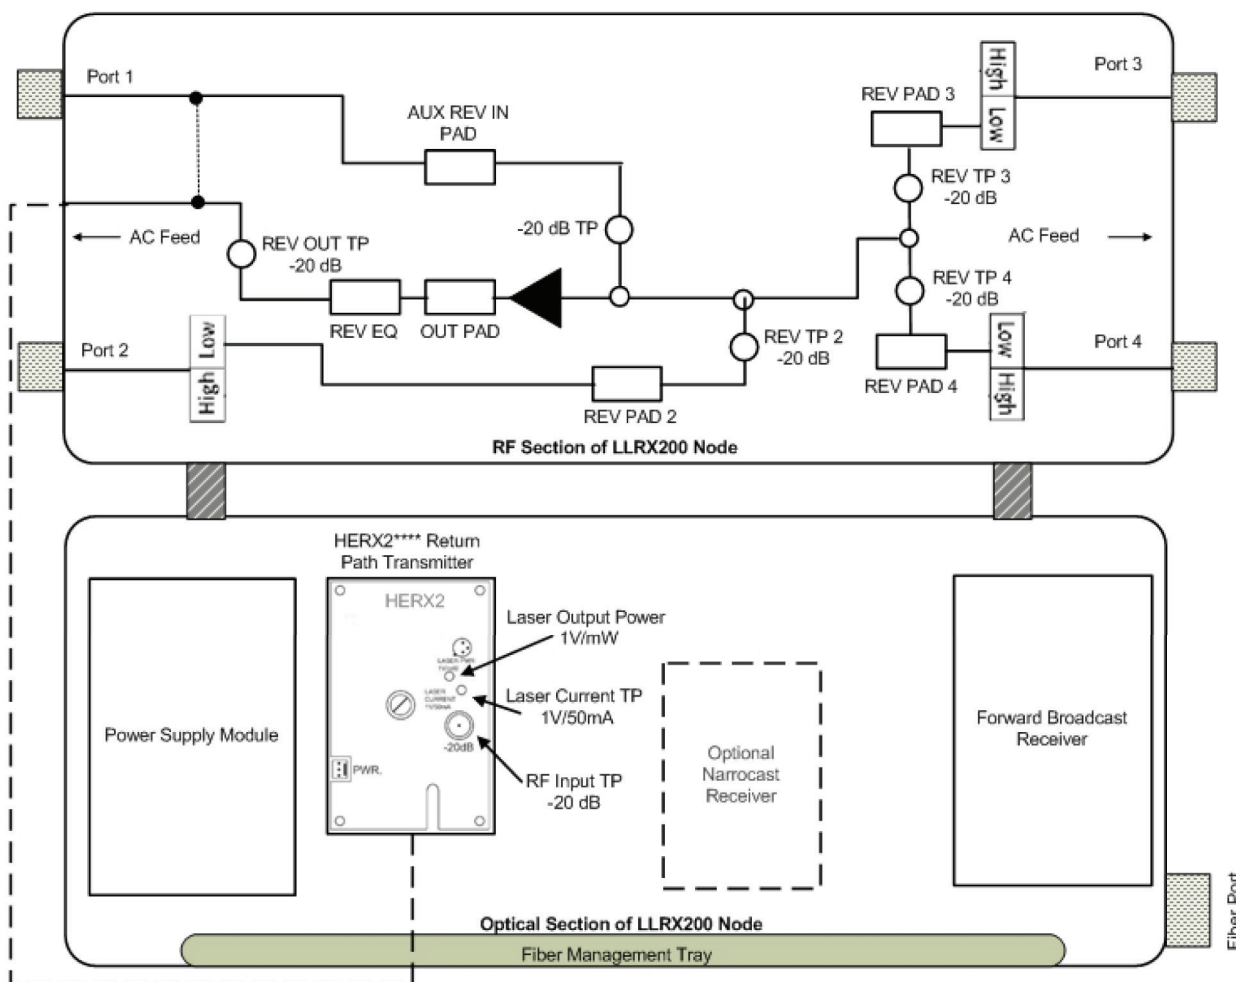 Port 1
AUX REV IN
PAD
REV PAD 3
High
Low
Port 3
REV TP 3
-20 dB
-20 dB TP
AC Feed
REV OUT TP
-20 dB
AC Feed
REV TP 4
-20 dB
REV EQ
OUT PAD
REV TP 2
-20 dB
Port 2
Low
High
REV PAD 2
REV PAD 4
Low
High
Port 4
RF Section of LLRX200 Node
HERX2**** Return
Path Transmitter
HERX2
Laser Output Power
1V/mW
LASER
CURRENT
1V/50mA
Laser Current TP
1V/50mA
-20dB
PWR.
RF Input TP
-20 dB
Power Supply Module
Optional
Narrocast
Receiver
Forward Broadcast
Receiver
Fiber Port
Optical Section of LLRX200 Node
Fiber Management Tray